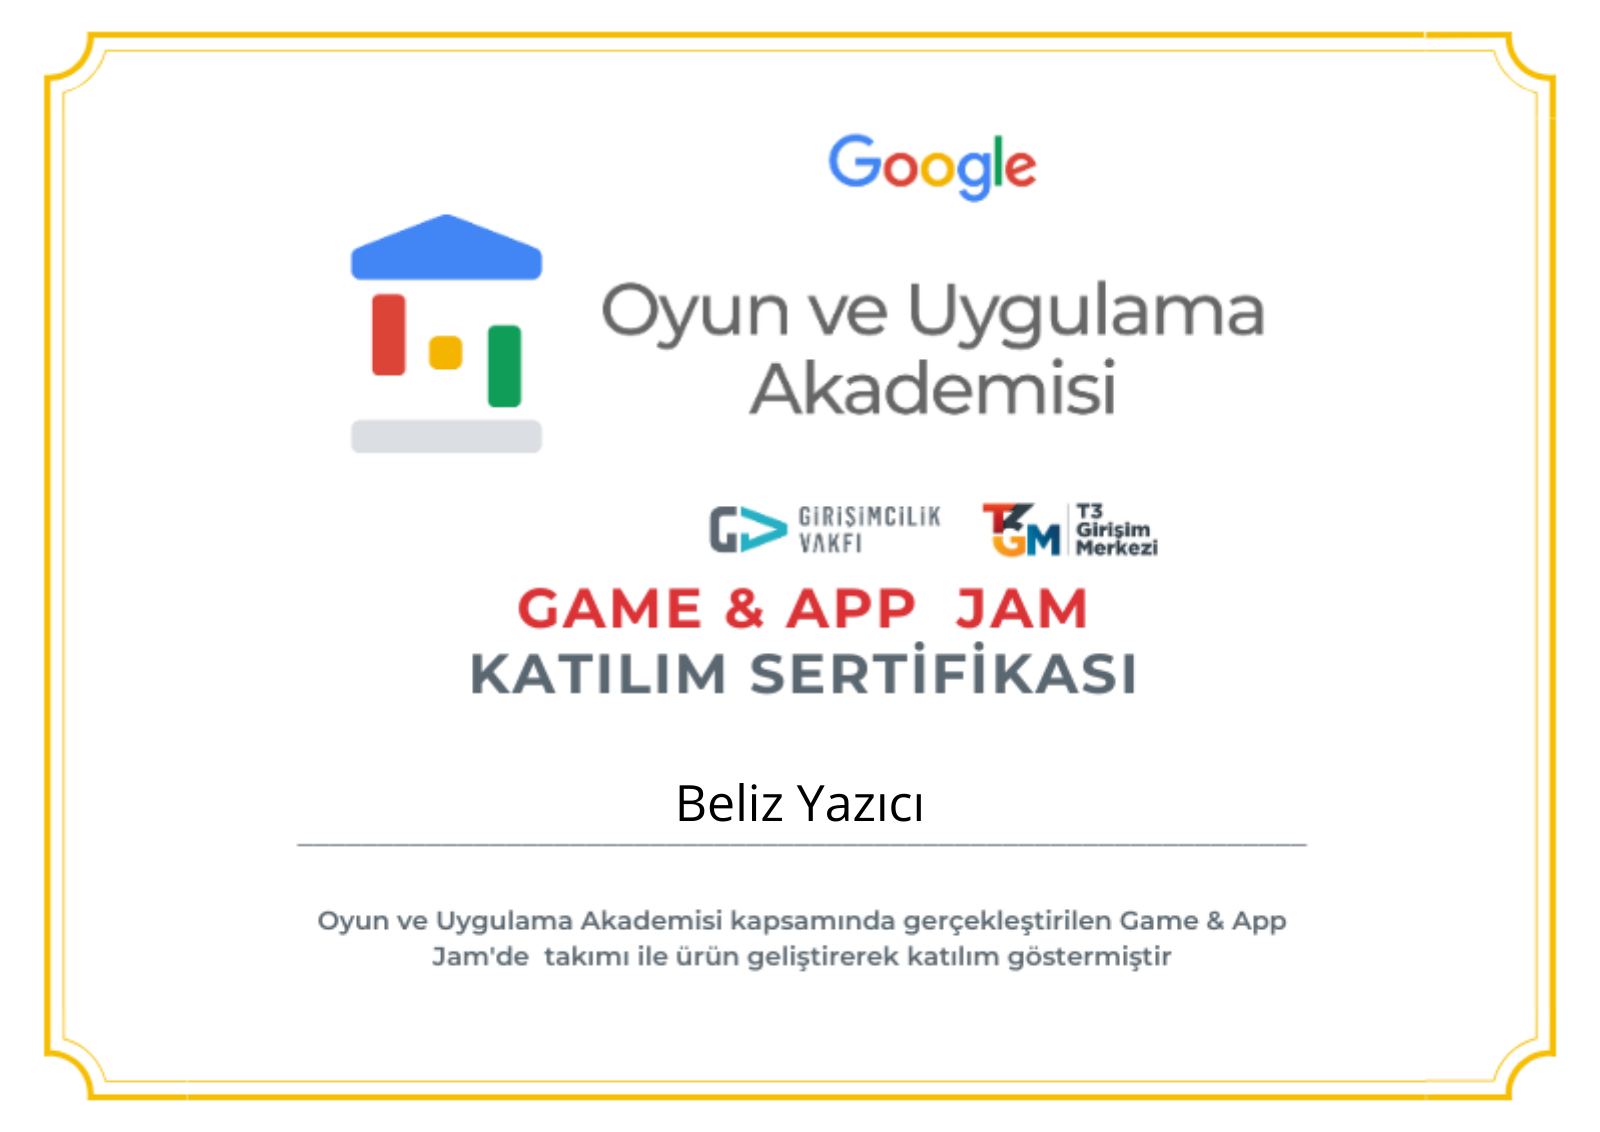 Google
Oyun ve Uygulama
Akademisi
GİRİŞİMCİLİK
VAKFI
T3
Girişim
Merkezi
T3GM
GAME & APP JAM
KATILIM SERTİFİKASI
Beliz Yazıcı
Oyun ve Uygulama Akademisi kapsamında gerçekleştirilen Game & App
Jam'de takımı ile ürün geliştirerek katılım göstermiştir